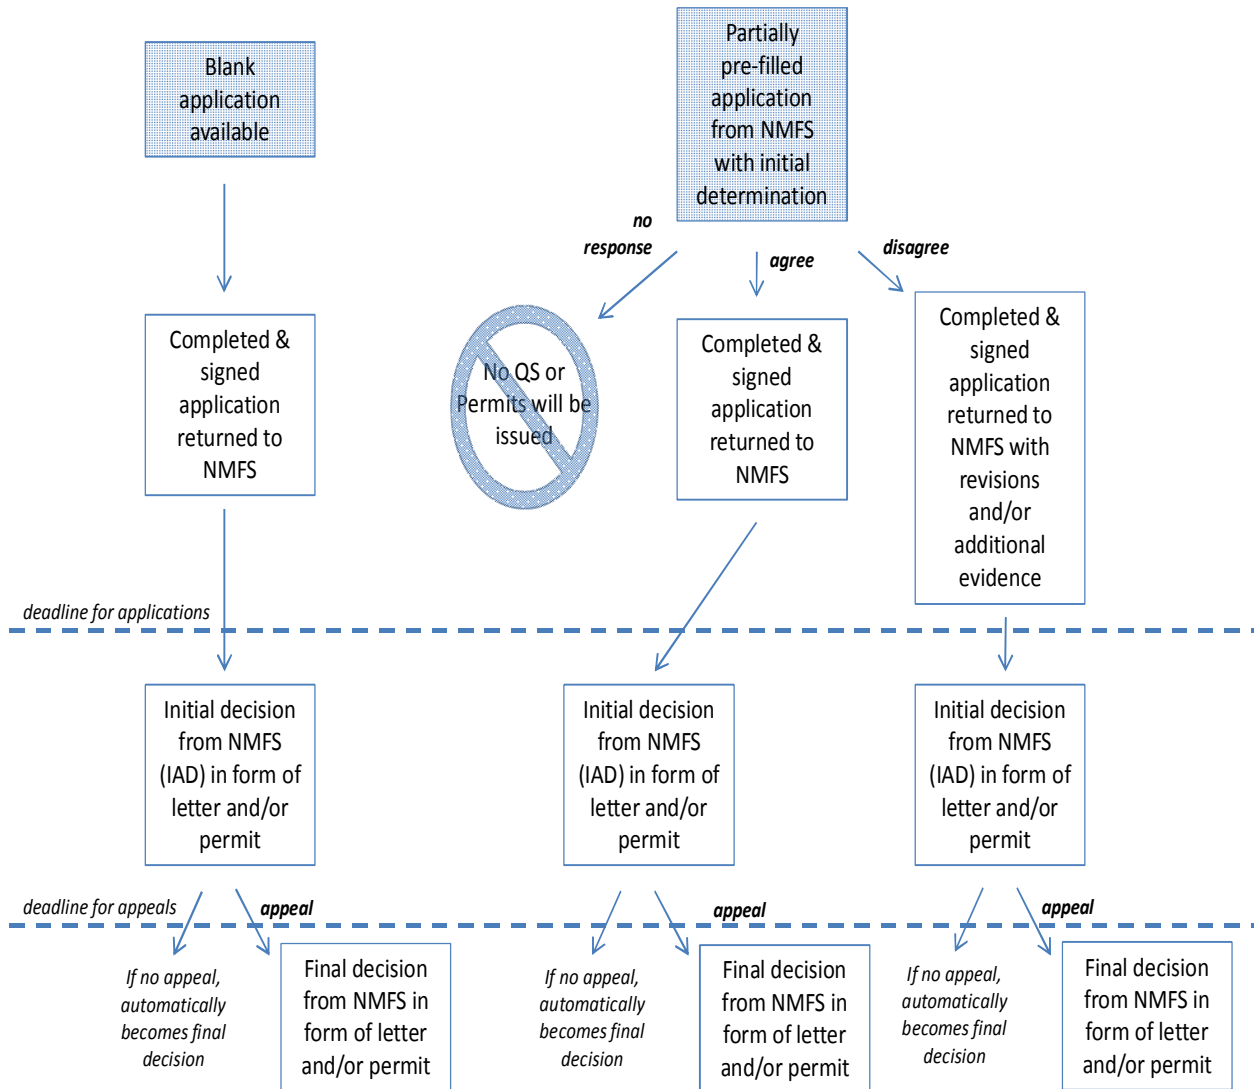 Blank
application
available
Partially
pre-filled
application
from NMFS
with initial
determination
no
response
agree
disagree
Completed &
signed
application
returned to
NMFS
No QS or
Permits will be
issued
Completed &
signed
application
returned to
NMFS
Completed &
signed
application
returned to
NMFS with
revisions
and/or
additional
evidence
deadline for applications
Initial decision
from NMFS
(IAD) in form of
letter and/or
permit
Initial decision
from NMFS
(IAD) in form of
letter and/or
permit
Initial decision
from NMFS
(IAD) in form of
letter and/or
permit
deadline for appeals
appeal
appeal
appeal
If no appeal,
automatically
becomes final
decision
Final decision
from NMFS in
form of letter
and/or permit
If no appeal,
automatically
becomes final
decision
Final decision
from NMFS in
form of letter
and/or permit
If no appeal,
automatically
becomes final
decision
Final decision
from NMFS in
form of letter
and/or permit